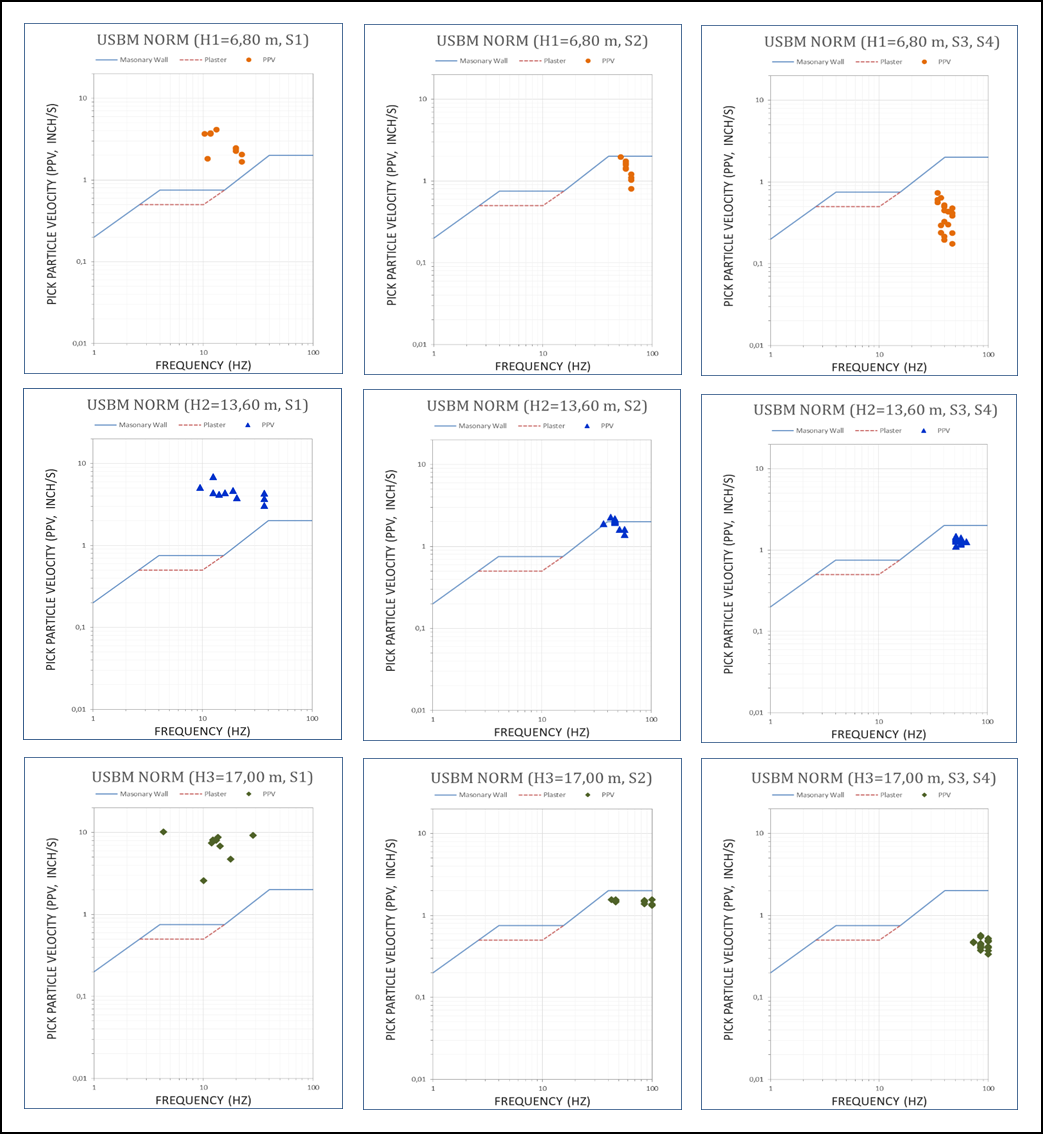 USBM NORM (H1=6,80 m, S1)
Masonary Wall Plaster PPV
PICK PARTICLE VELOCITY (PPV, INCH/S)
10
1
0,1
0,01
1 10 100
FREQUENCY (HZ)
USBM NORM (H1=6,80 m, S2)
Masonary Wall Plaster PPV
PICK PARTICLE VELOCITY (PPV, INCH/S)
10
1
0,1
0,01
1 10 100
FREQUENCY (HZ)
USBM NORM (H1=6,80 m, S3, S4)
Masonary Wall Plaster PPV
PICK PARTICLE VELOCITY (PPV, INCH/S)
10
1
0,1
0,01
1 10 100
FREQUENCY (HZ)
USBM NORM (H2=13,60 m, S1)
Masonary Wall Plaster PPV
PICK PARTICLE VELOCITY (PPV, INCH/S)
10
1
0,1
0,01
1 10 100
FREQUENCY (HZ)
USBM NORM (H2=13,60 m, S2)
Masonary Wall Plaster PPV
PICK PARTICLE VELOCITY (PPV, INCH/S)
10
1
0,1
0,01
1 10 100
FREQUENCY (HZ)
USBM NORM (H2=13,60 m, S3, S4)
Masonary Wall Plaster PPV
PICK PARTICLE VELOCITY (PPV, INCH/S)
10
1
0,1
0,01
1 10 100
FREQUENCY (HZ)
USBM NORM (H3=17,00 m, S1)
Masonary Wall Plaster PPV
PICK PARTICLE VELOCITY (PPV, INCH/S)
10
1
0,1
0,01
1 10 100
FREQUENCY (HZ)
USBM NORM (H3=17,00 m, S2)
Masonary Wall Plaster PPV
PICK PARTICLE VELOCITY (PPV, INCH/S)
10
1
0,1
0,01
1 10 100
FREQUENCY (HZ)
USBM NORM (H3=17,00 m, S3, S4)
Masonary Wall Plaster PPV
PICK PARTICLE VELOCITY (PPV, INCH/S)
10
1
0,1
0,01
1 10 100
FREQUENCY (HZ)